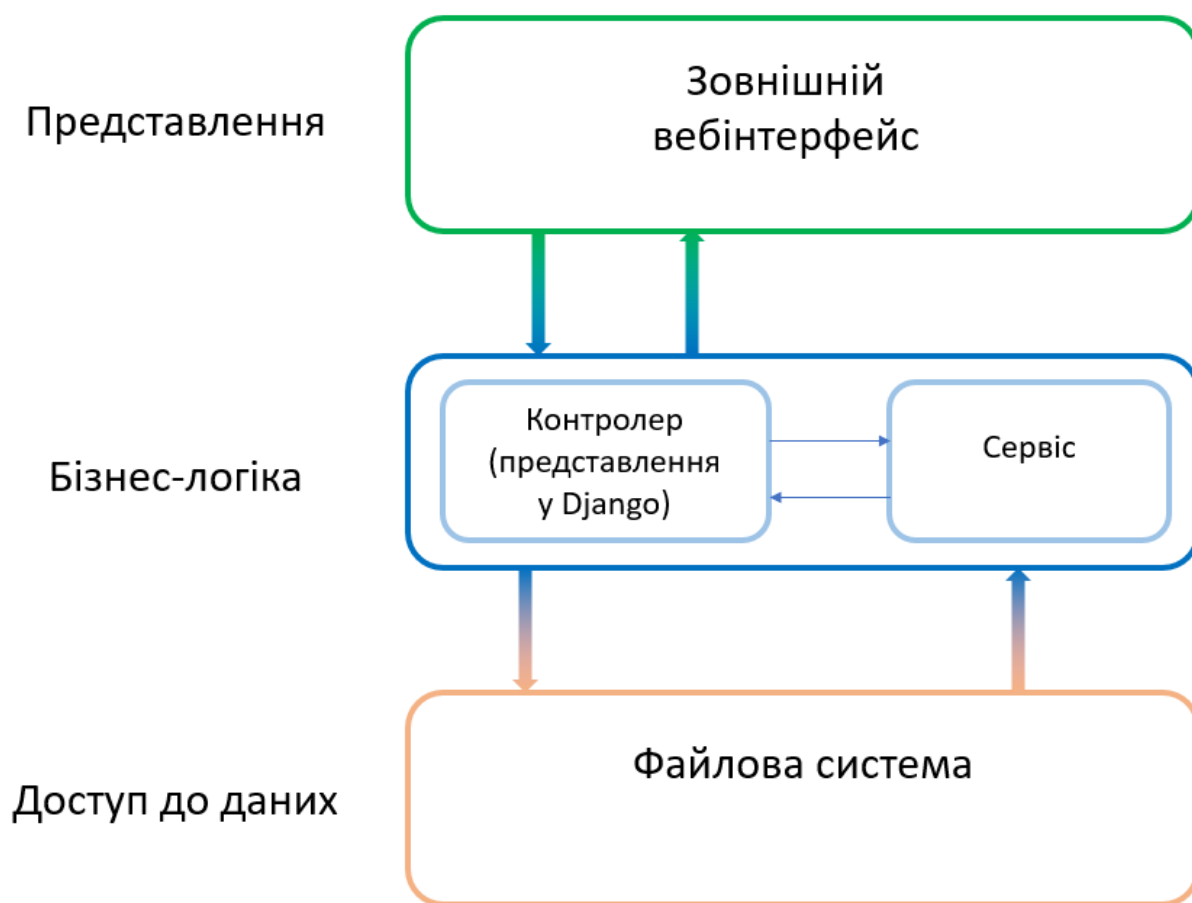 Представлення
Зовнішній
вебінтерфейс
Бізнес-логіка
Контролер
(представлення
у Django)
Сервіс
Доступ до даних
Файлова система